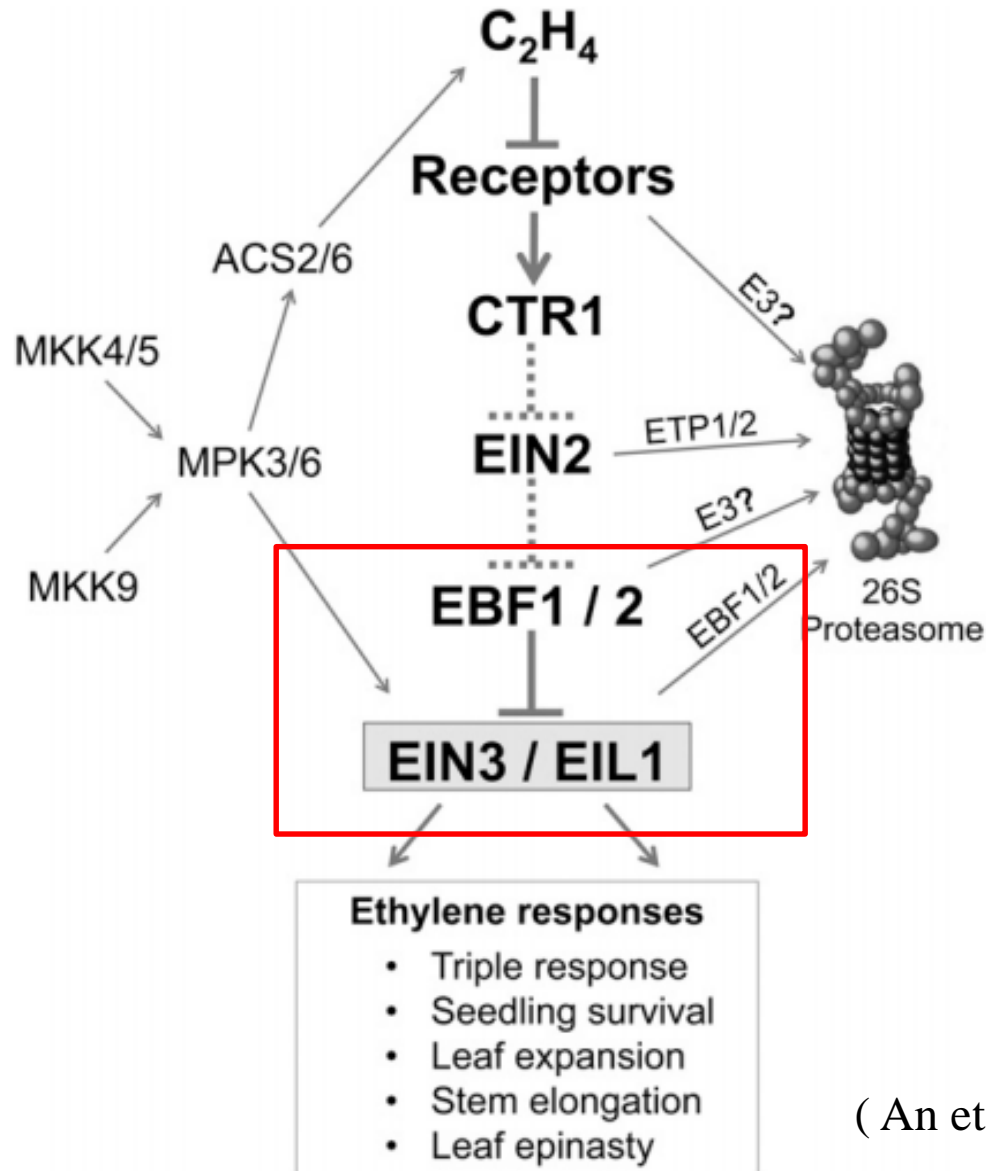 C₂H₄
Receptors
ACS2/6
E3?
CTR1
MKK4/5
ETP1/2
EIN2
MPK3/6
E3?
MKK9
EBF1 / 2
EBF1/2
26S
Proteasome
EIN3 / EIL1
Ethylene responses
• Triple response
• Seedling survival
• Leaf expansion
• Stem elongation
• Leaf epinasty
( An et